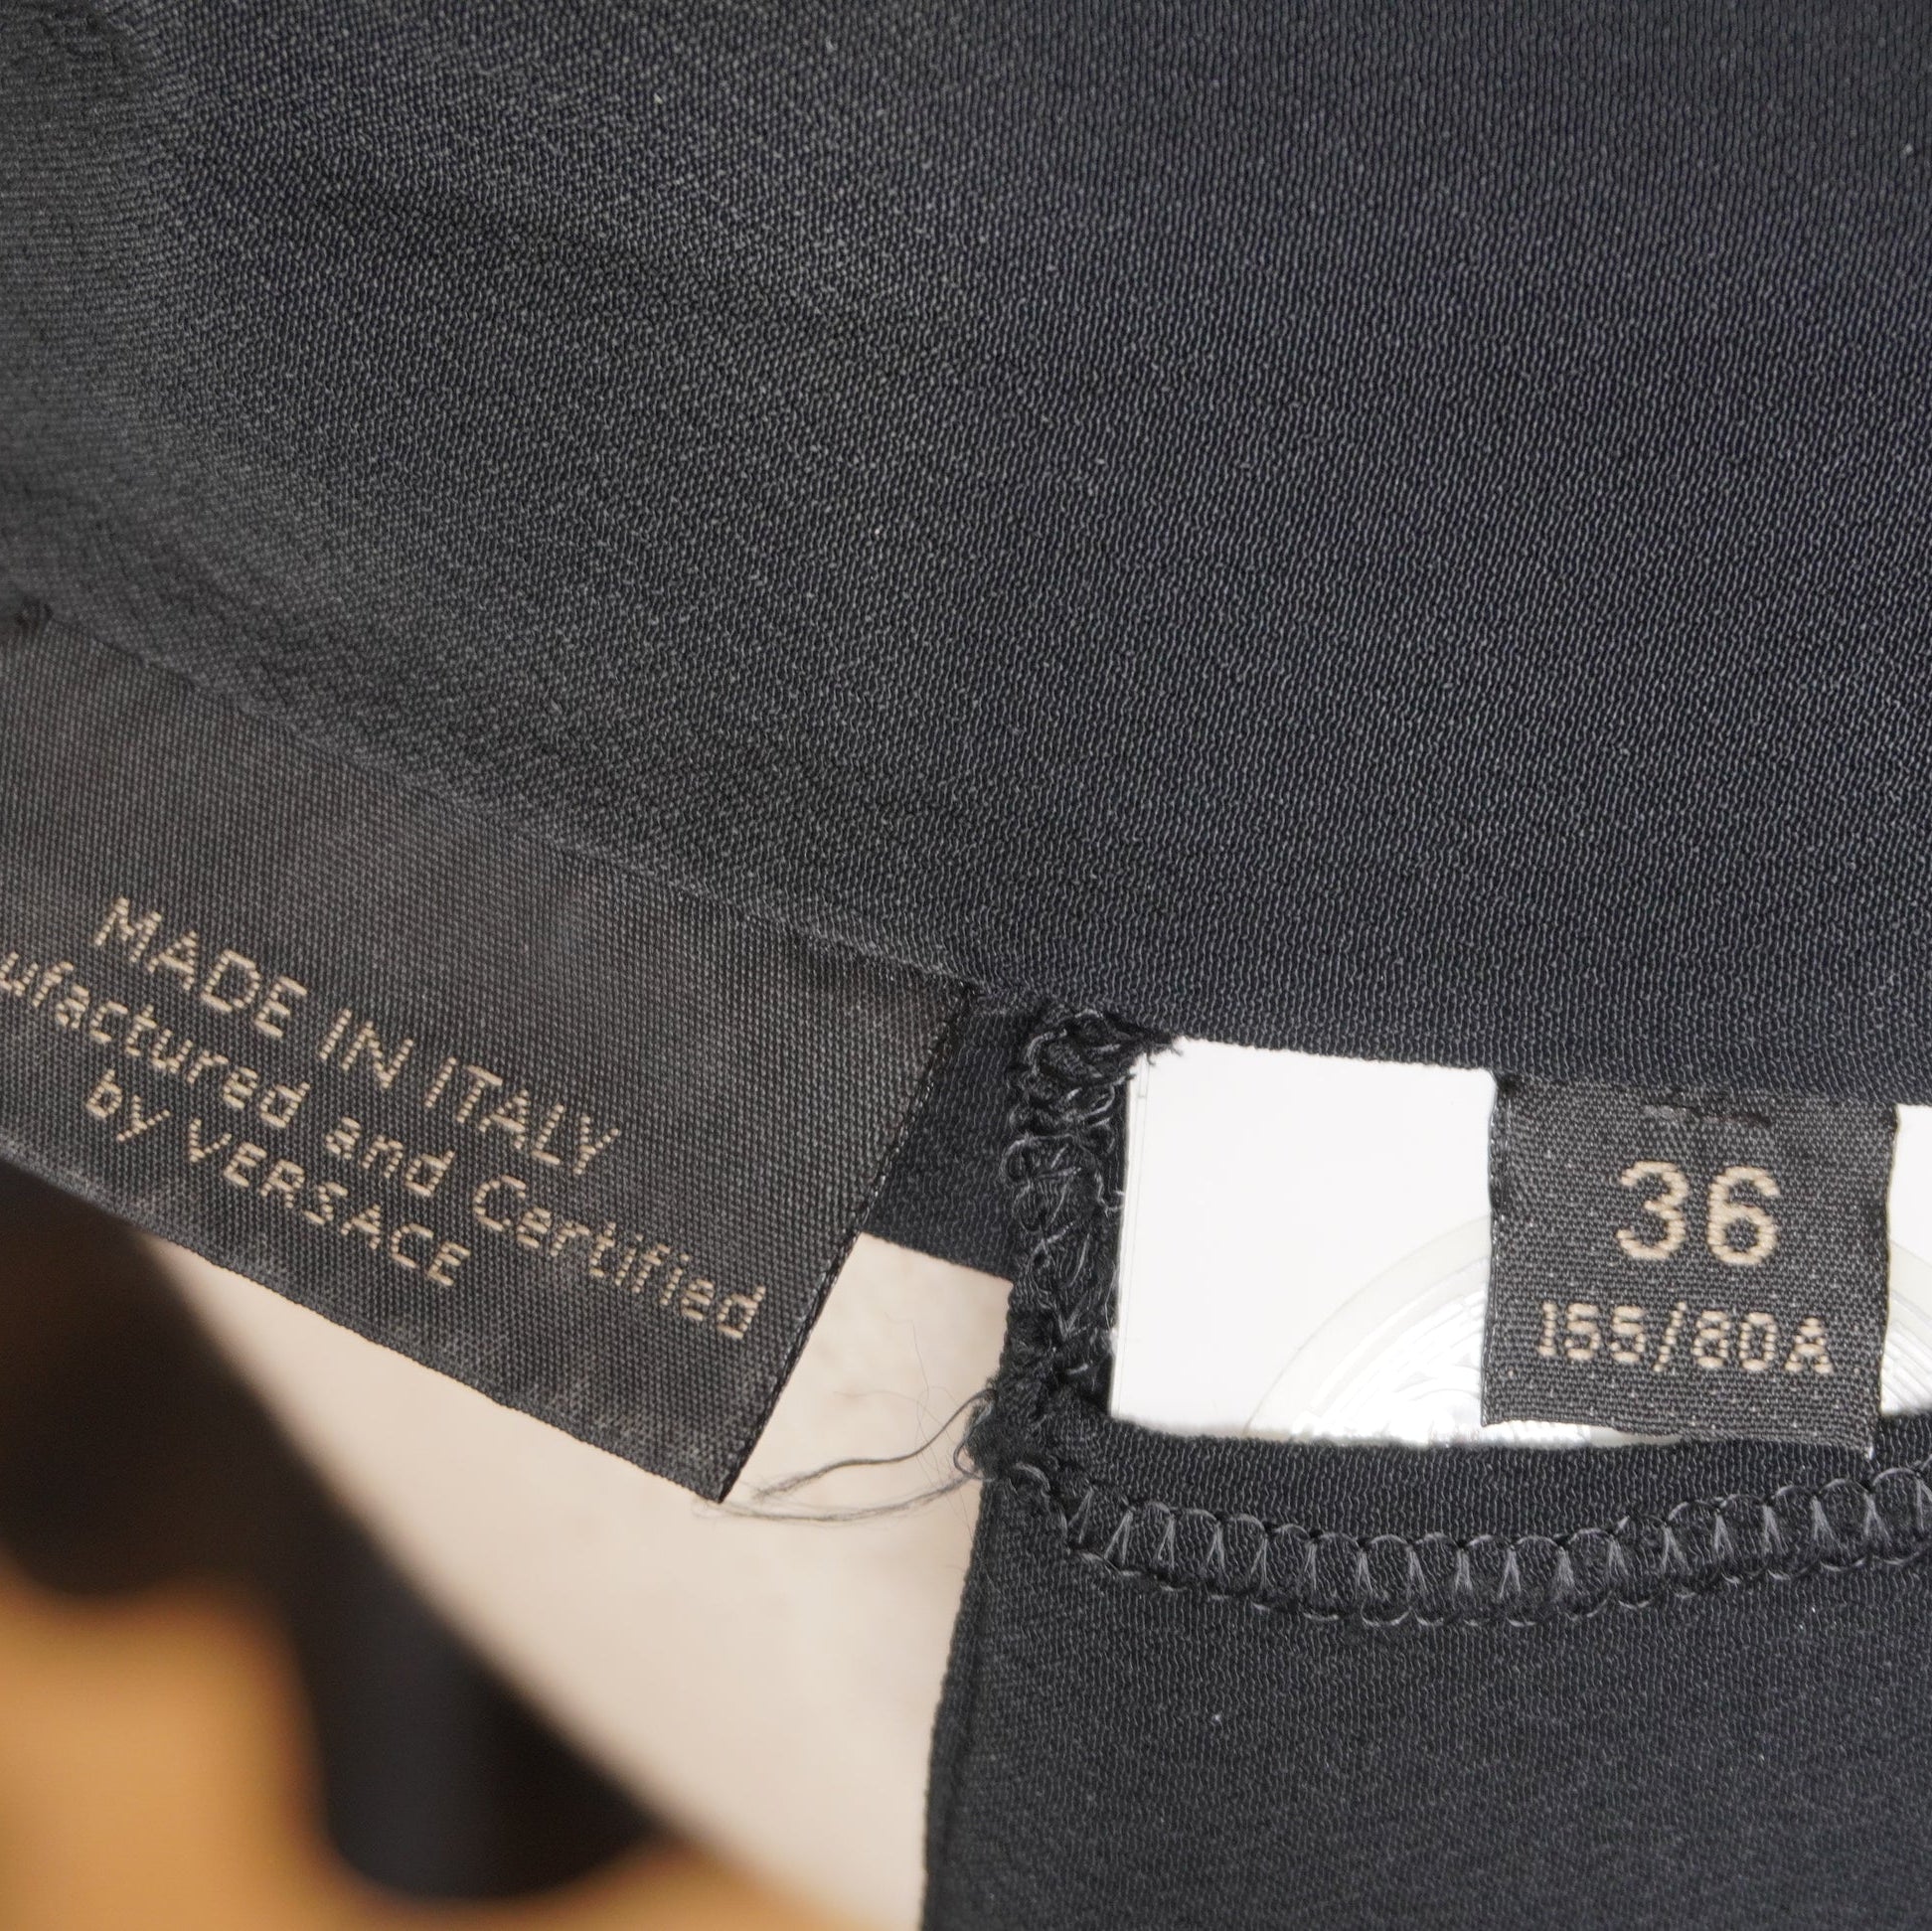 MADE IN ITALY
ufactured and Certified
by VERSACE
36
155/80A